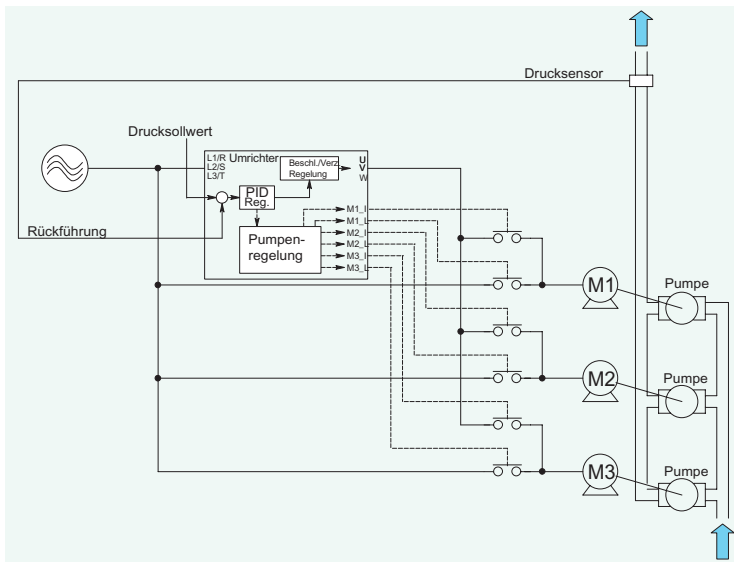 Drucksensor
Drucksollwert
L1/R
L2/S
L3/T
Umrichter
Beschl./Verz.
Regelung
U
V
W
PID
Reg.
M1_I
M1_L
M2_I
M2_L
M3_I
M3_L
Rückführung
Pumpen-
regelung
M1
Pumpe
M2
Pumpe
M3
Pumpe